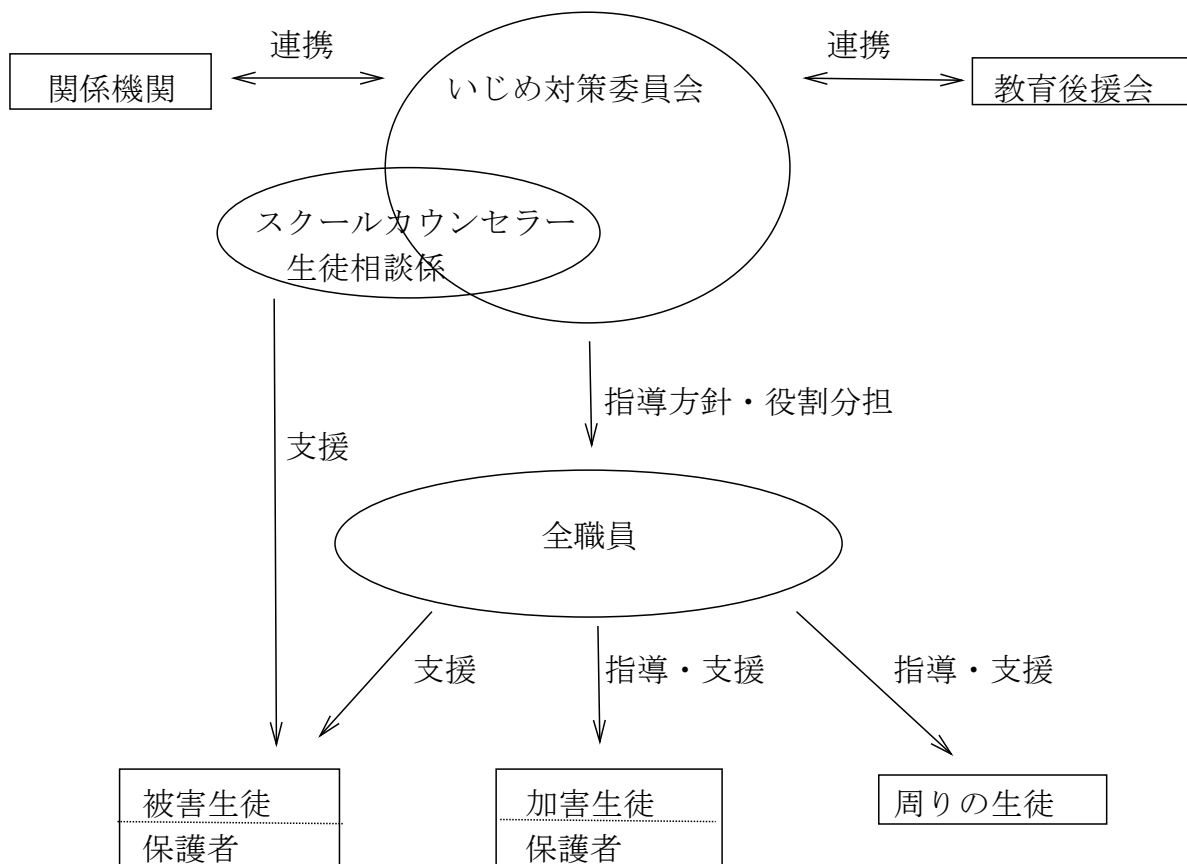 連携
連携
関係機関
いじめ対策委員会
教育後援会
スクールカウンセラー
生徒相談係
指導方針・役割分担
支援
全職員
支援
指導・支援
指導・支援
被害生徒
保護者
加害生徒
保護者
周りの生徒